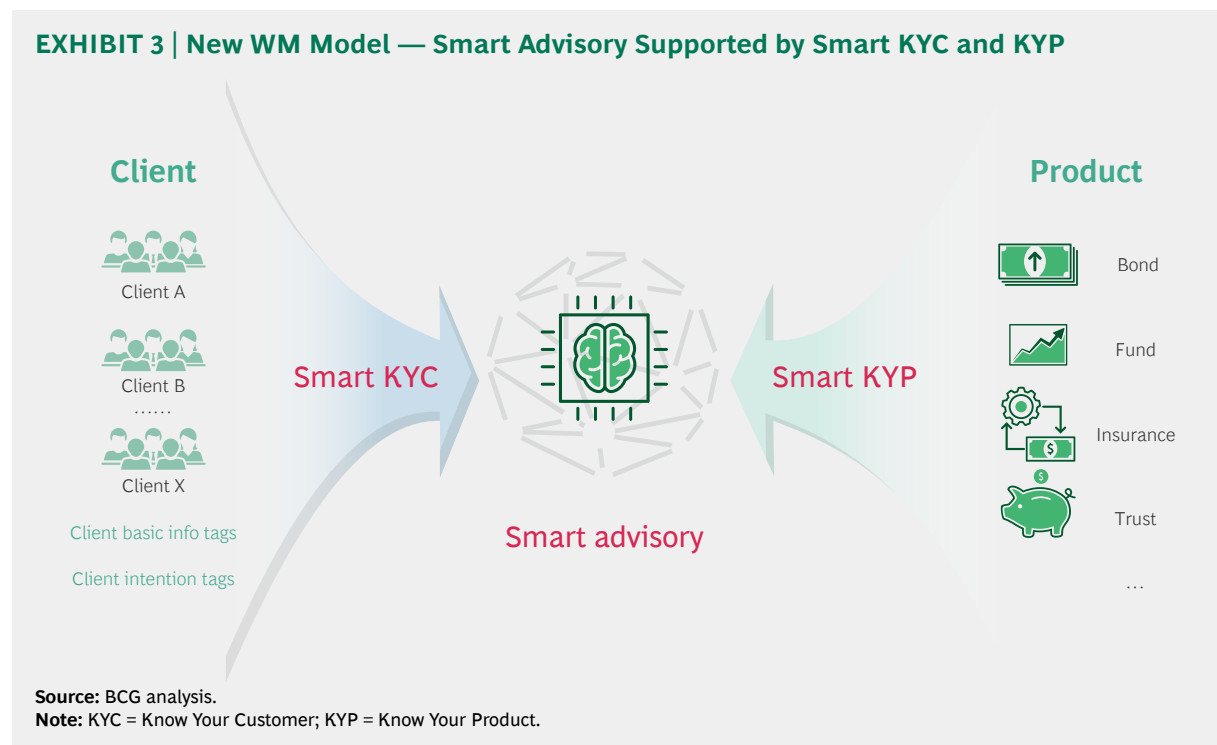 EXHIBIT 3 | New WM Model — Smart Advisory Supported by Smart KYC and KYP
Client
Client A
Client B
......
Client X
Client basic info tags
Client intention tags
Smart KYC
Smart advisory
Smart KYP
Product
Bond
Fund
$
Insurance
$
Trust
...
Source: BCG analysis.
Note: KYC = Know Your Customer; KYP = Know Your Product.